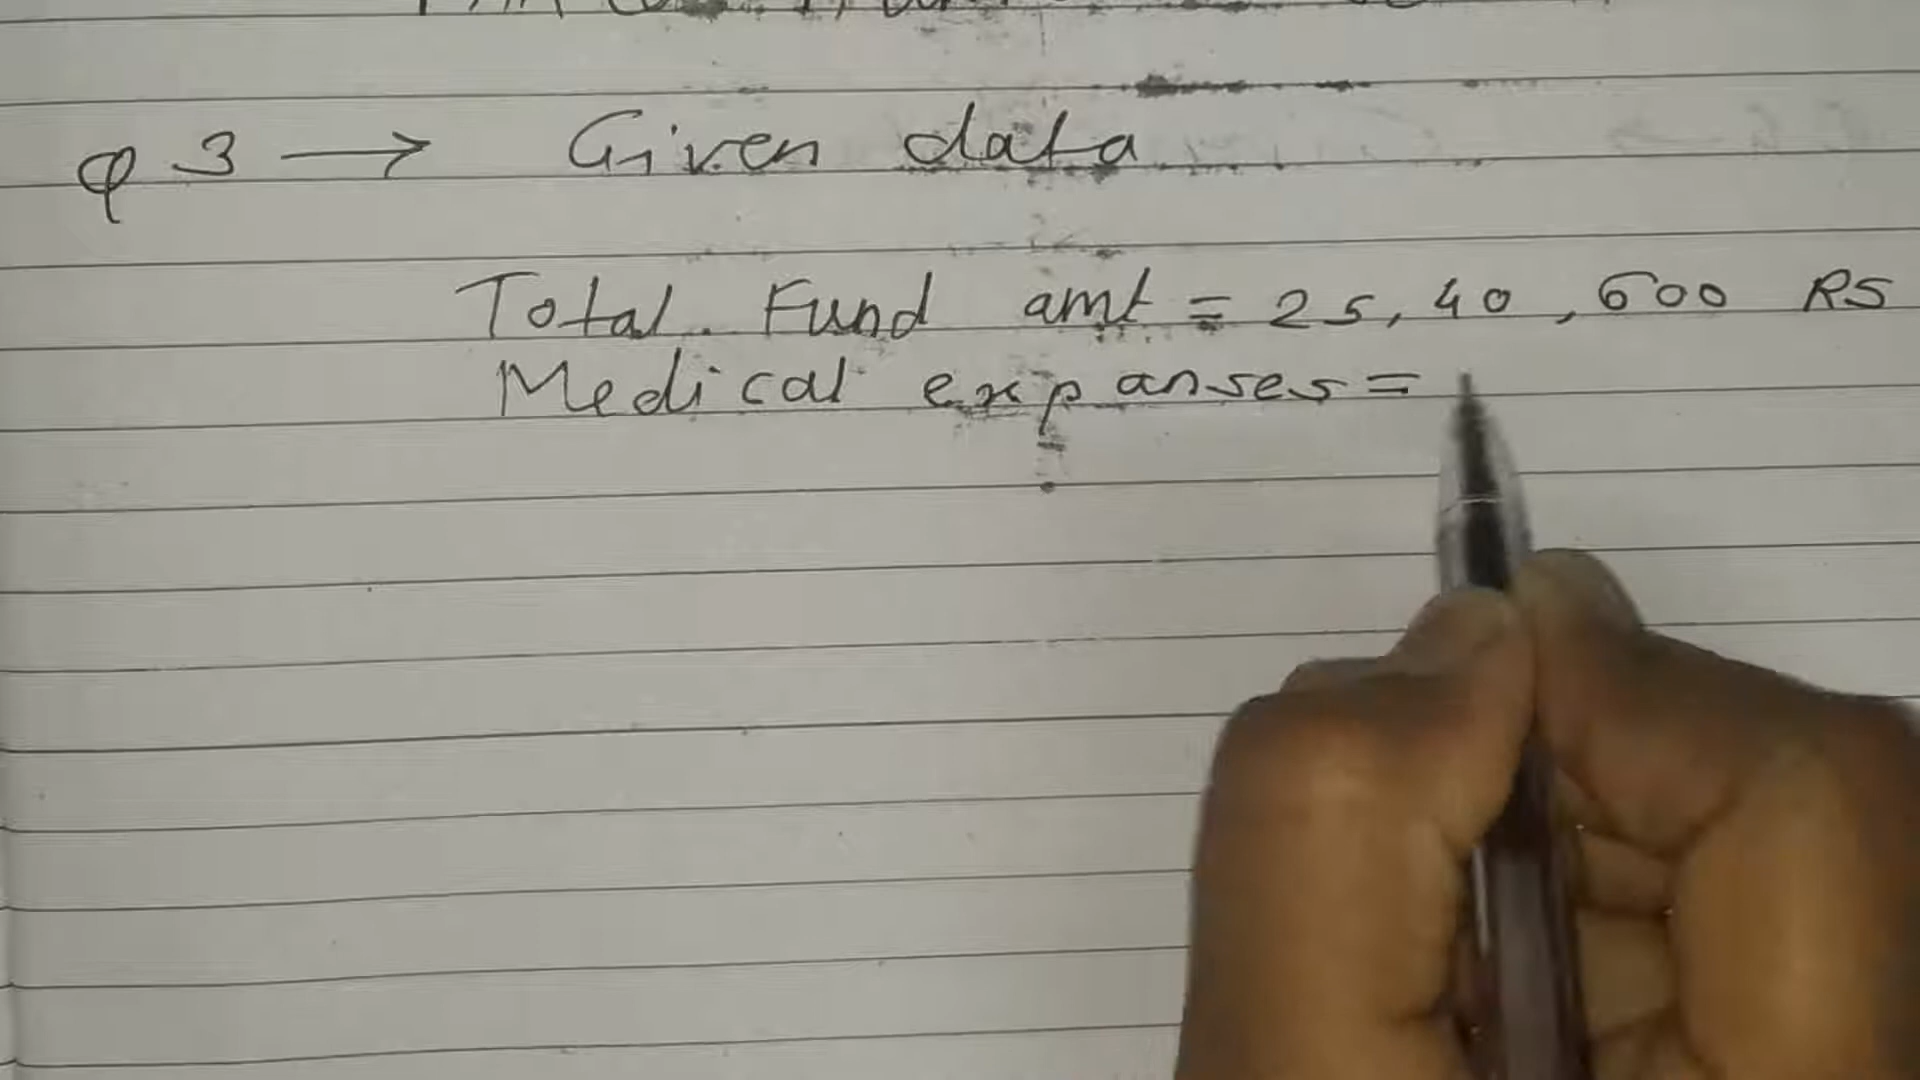 Q 3 → Given data
Total Fund amt = 25,40,600 RS
Medical expanses =